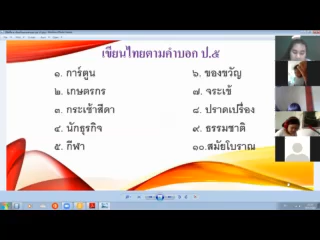 เขียนไทยตามคำบอก ป.๕
๑. การ์ตูน
๒. เกษตรกร
๓. กระเช้าสีดา
๔. นักธุรกิจ
๕. กีฬา
๖. ของขวัญ
๗. จระเข้
๘. ปราดเปรื่อง
๙. ธรรมชาติ
๑๐.สมัยโบราณ